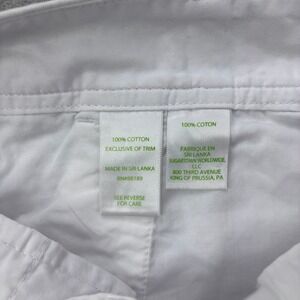 100% COTTON
EXCLUSIVE OF TRIM
MADE IN SRI LANKA
SEE REVERSE
FOR CARE
100% COTON
FABRIQUE EN
SRI LANKA
WORLDWIDE,
LLC
800 THIRD AVENUE
KING OF PRUSSIA, PA